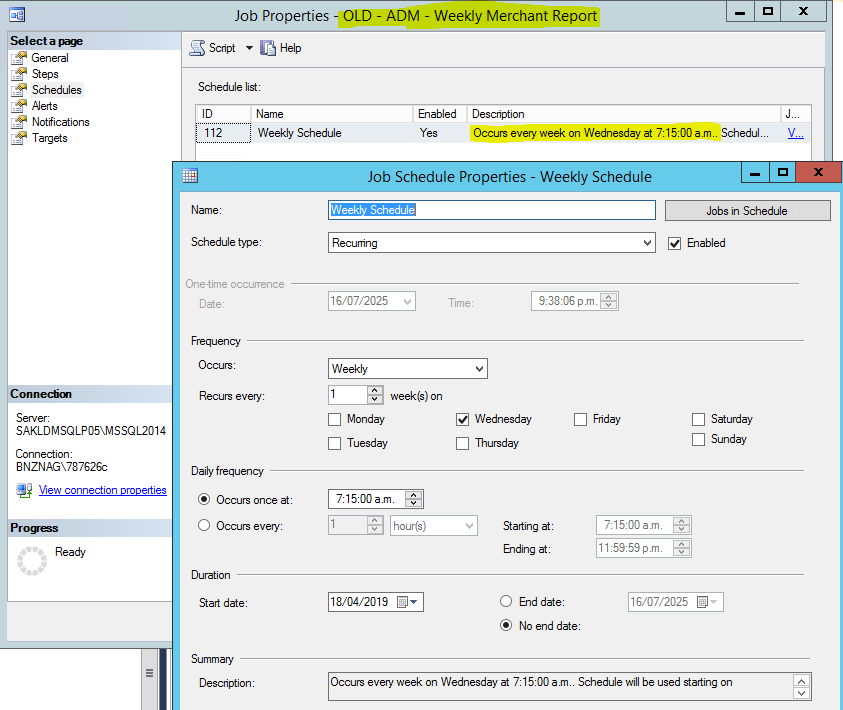 Job Properties - OLD - ADM - Weekly Merchant Report
Select a page
General
Steps
Schedules
Alerts
Notifications
Targets
Script
Help
Schedule list:
ID Name Enabled Description J...
112 Weekly Schedule Yes Occurs every week on Wednesday at 7:15:00 a.m.. Schedul... V...
Job Schedule Properties - Weekly Schedule
Name: Weekly Schedule Jobs in Schedule
Schedule type: Recurring Enabled
One-time occurrence
Date: 16/07/2025 Time: 9:38:06 p.m.
Frequency
Occurs: Weekly
Recurs every: 1 week(s) on
Monday Wednesday Friday Saturday
Tuesday Thursday Sunday
Daily frequency
Occurs once at: 7:15:00 a.m.
Occurs every: 1 hour(s) Starting at: 7:15:00 a.m.
Ending at: 11:59:59 p.m.
Duration
Start date: 18/04/2019 End date: 16/07/2025
No end date:
Summary
Description: Occurs every week on Wednesday at 7:15:00 a.m.. Schedule will be used starting on
Connection
Server:
SAKLDMSQLP05\MSSQL2014
Connection:
BNZNAG\787626c
View connection properties
Progress
Ready